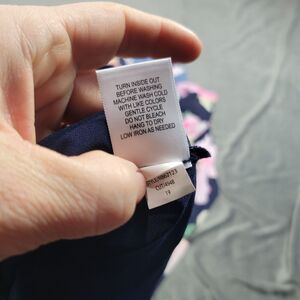 TURN INSIDE OUT
BEFORE WASHING
MACHINE WASH COLD
WITH LIKE COLORS
GENTLE CYCLE
DO NOT BLEACH
HANG TO DRY
LOW IRON AS NEEDED
19